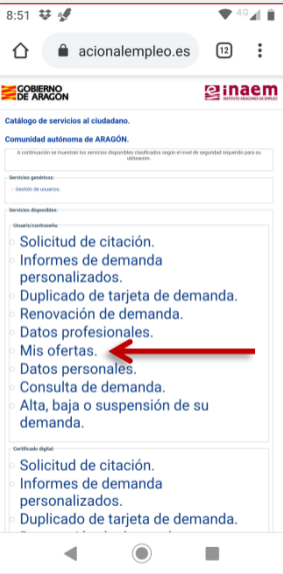 8:51
4G
acionalempleo.es
12
GOBIERNO
DE ARAGON
inaem
INSTITUTO ARAGONÉS DE EMPLEO
Catálogo de servicios al ciudadano.
Comunidad autónoma de ARAGÓN.
A continuación se muestran los servicios disponibles clasificados según el nivel de seguridad requerido para su
utilización.
Servicios genéricos:
Gestión de usuarios.
Servicios disponibles:
Usuario/contraseña:
Solicitud de citación.
Informes de demanda
personalizados.
Duplicado de tarjeta de demanda.
Renovación de demanda.
Datos profesionales.
Mis ofertas.
Datos personales.
Consulta de demanda.
Alta, baja o suspensión de su
demanda.
Certificado digital:
Solicitud de citación.
Informes de demanda
personalizados.
Duplicado de tarjeta de demanda.